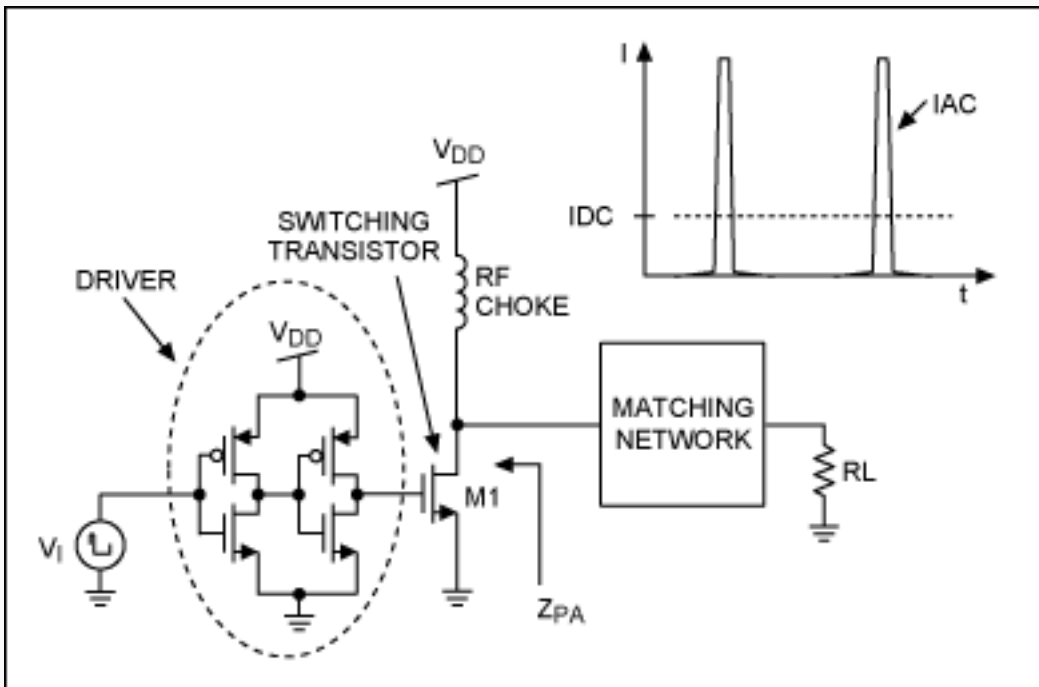 I
IAC
IDC
t
VDD
SWITCHING
TRANSISTOR
RF
CHOKE
DRIVER
VDD
MATCHING
NETWORK
RL
M1
VI
ZPA